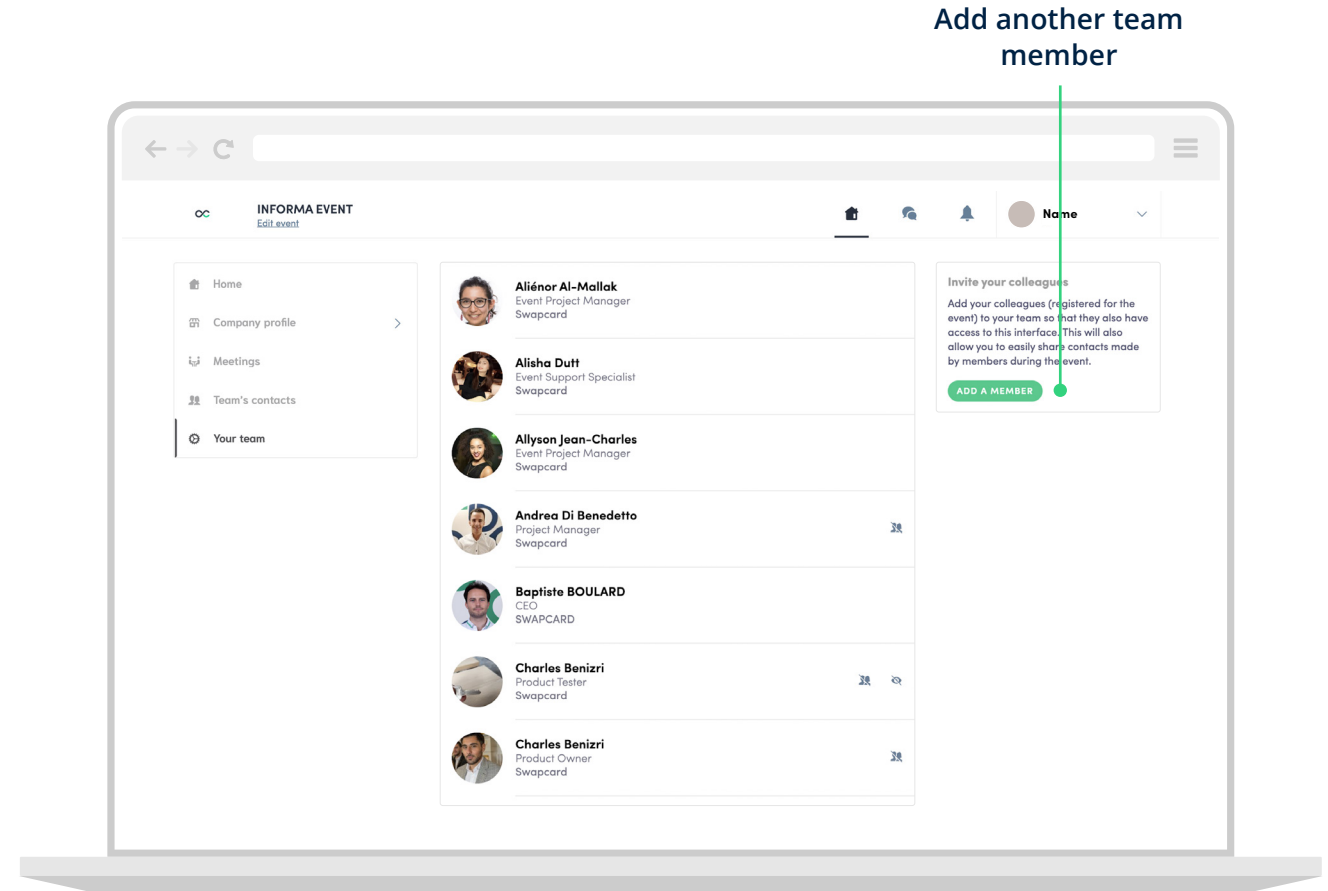 Add another team
member
INFORMA EVENT
Edit event
Name
Home
Company profile
Meetings
Team's contacts
Your team
Aliénor Al-Mallak
Event Project Manager
Swapcard
Alisha Dutt
Event Support Specialist
Swapcard
Allyson Jean-Charles
Event Project Manager
Swapcard
Andrea Di Benedetto
Project Manager
Swapcard
Baptiste BOULARD
CEO
SWAPCARD
Charles Benizri
Product Tester
Swapcard
Charles Benizri
Product Owner
Swapcard
Invite your colleagues
Add your colleagues (registered for the
event) to your team so that they also have
access to this interface. This will also
allow you to easily share contacts made
by members during the event.
ADD A MEMBER